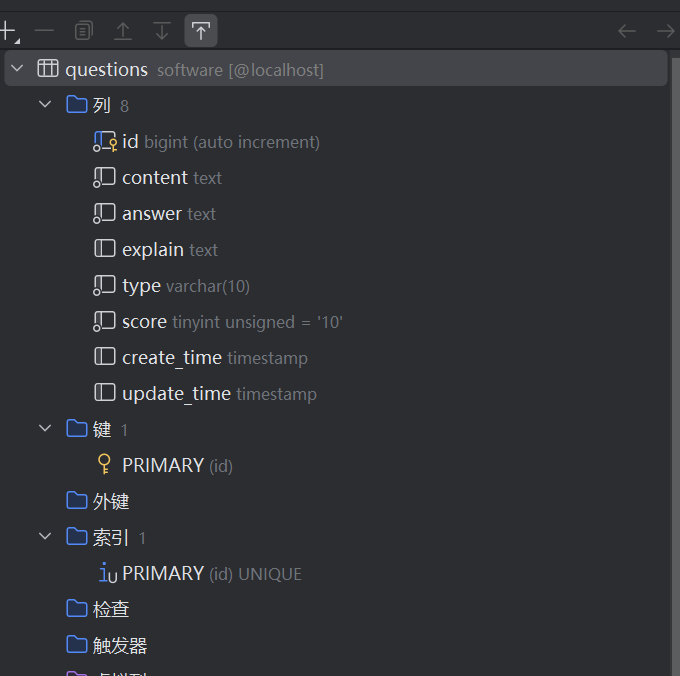 questions software [@localhost]
列 8
id bigint (auto increment)
content text
answer text
explain text
type varchar(10)
score tinyint unsigned = '10'
create_time timestamp
update_time timestamp
键 1
PRIMARY (id)
外键
索引 1
PRIMARY (id) UNIQUE
检查
触发器